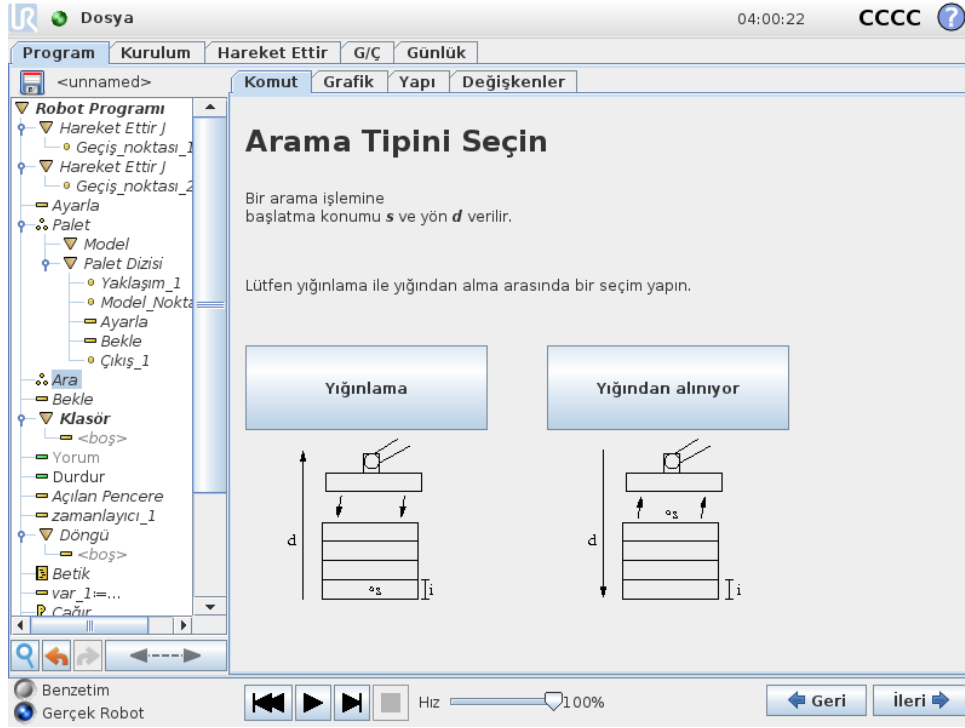 UR Dosya 04:00:22 CCCC ?
Program Kurulum Hareket Ettir G/Ç Günlük
<unnamed>
Komut Grafik Yapı Değişkenler
Robot Programı
Hareket Ettir J
Geçiş_noktası_1
Hareket Ettir J
Geçiş_noktası_2
Ayarla
Palet
Model
Palet Dizisi
Yaklaşım_1
Model_Nokta
Ayarla
Bekle
Çıkış_1
Ara
Bekle
Klasör
<boş>
Yorum
Durdur
Açılan Pencere
zamanlayıcı_1
Döngü
<boş>
Betik
var_1:=...
Çağır
Arama Tipini Seçin
Bir arama işlemine
başlatma konumu s ve yön d verilir.
Lütfen yığınlama ile yığından alma arasında bir seçim yapın.
Yığınlama Yığından alınıyor
s
d d
s i i
Benzetim
Gerçek Robot
Hız 100%
Geri İleri